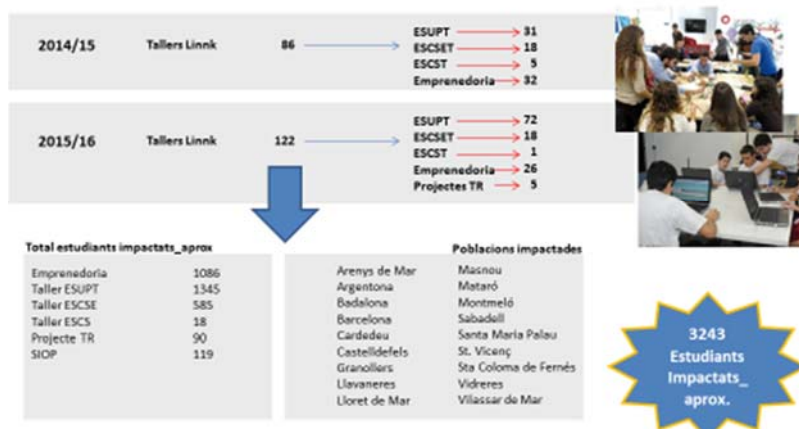 2014/15 Tallers Linnk 86
ESUPT 31
ESCSET 18
ESCST 5
Emprenedoria 32
2015/16 Tallers Linnk 122
ESUPT 72
ESCSET 18
ESCST 1
Emprenedoria 26
Projectes TR 5
Total estudiants impactats_aprox
Emprenedoria 1086
Taller ESUPT 1345
Taller ESCSE 585
Taller ESCS 18
Projecte TR 90
SIOP 119
Poblacions impactades
Arenys de Mar Masnou
Argentona Mataró
Badalona Montmeló
Barcelona Sabadell
Cardedeu Santa Maria Palau
Castelldefels St. Vicenç
Granollers Sta Coloma de Fernés
Llavaneres Vidreres
Lloret de Mar Vilassar de Mar
3243
Estudiants
Impactats_
aprox.